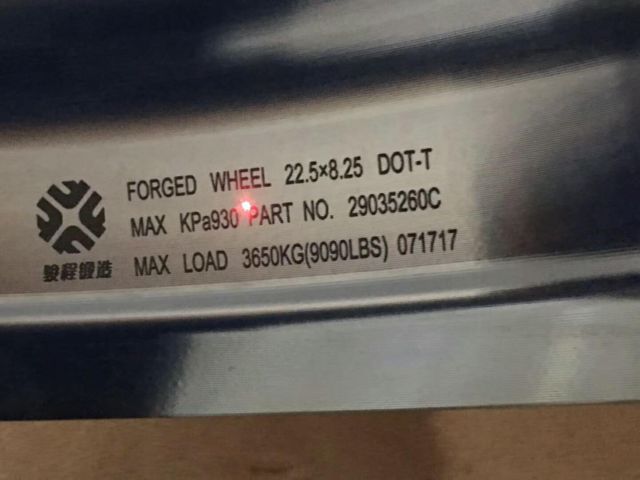 FORGED WHEEL 22.5×8.25 DOT-T
MAX KPa930 PART NO. 29035260C
MAX LOAD 3650KG(9090LBS) 071717
骏程锻造